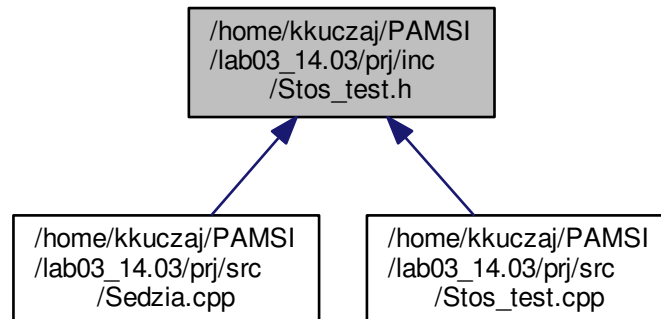 /home/kkuczaj/PAMSI
/lab03_14.03/prj/inc
/Stos_test.h
/home/kkuczaj/PAMSI
/lab03_14.03/prj/src
/Sedzia.cpp
/home/kkuczaj/PAMSI
/lab03_14.03/prj/src
/Stos_test.cpp